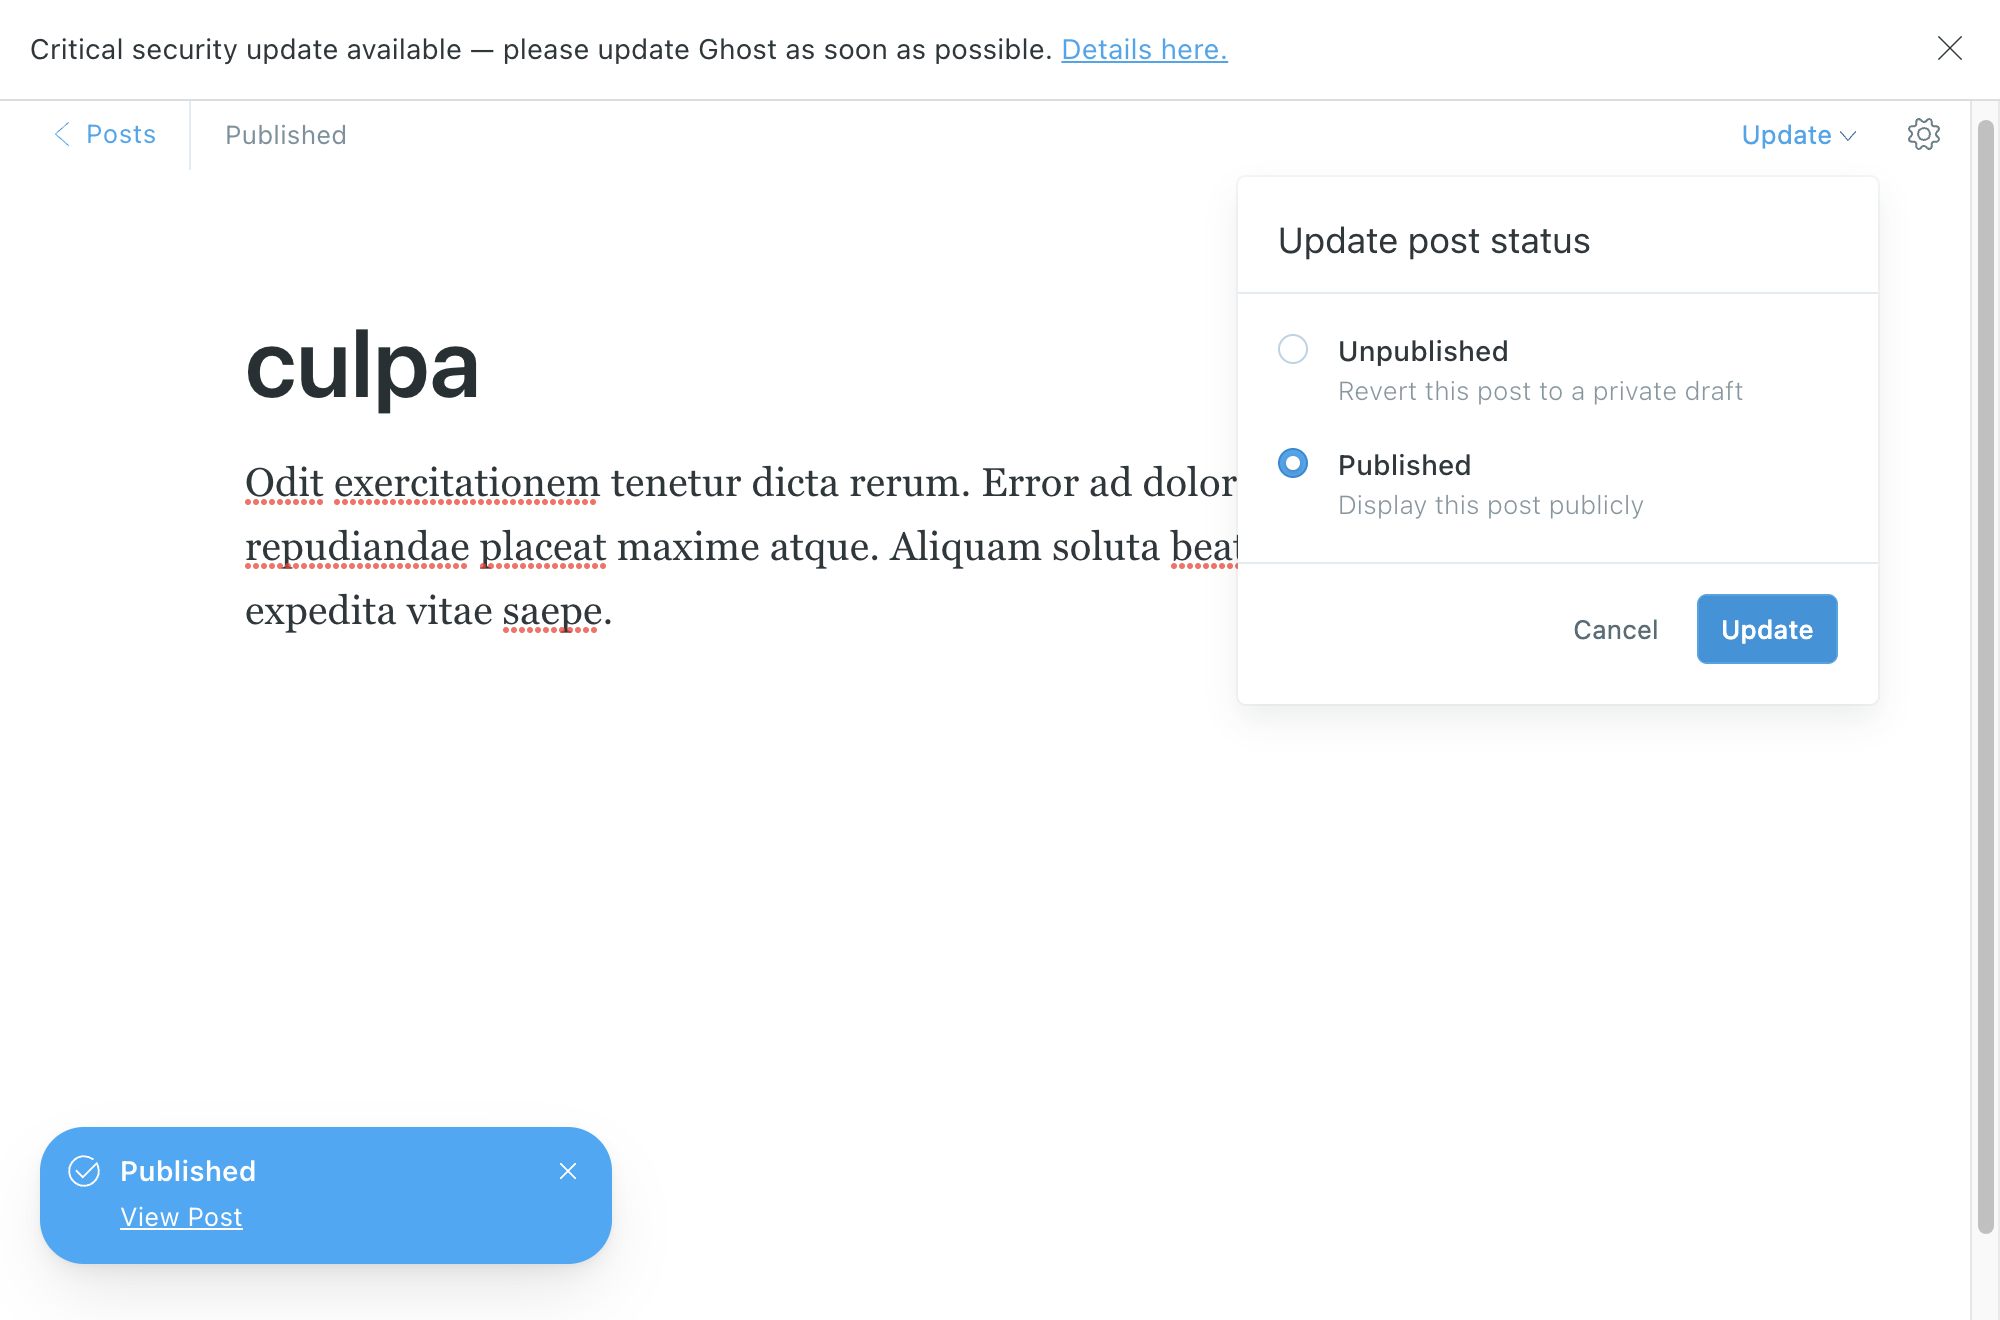 Critical security update available — please update Ghost as soon as possible. Details here.
Posts
Published
Update
Update post status
Unpublished
Revert this post to a private draft
Published
Display this post publicly
Cancel
Update
culpa
Odit exercitationem tenetur dicta rerum. Error ad dolor
repudiandae placeat maxime atque. Aliquam soluta
expedita vitae saepe.
Published
View Post